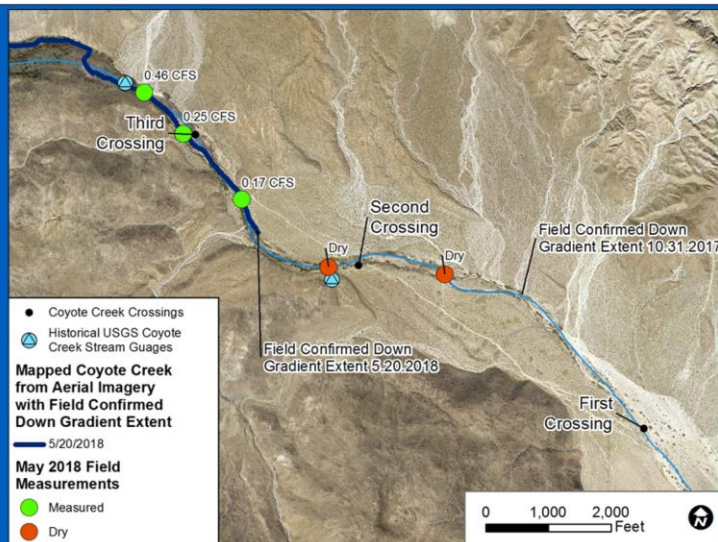 0.46 CFS
0.25 CFS
Third
Crossing
0.17 CFS
Second
Crossing
Dry
Dry
Field Confirmed Down
Gradient Extent 10.31.2017
Field Confirmed Down
Gradient Extent 5.20.2018
First
Crossing
Coyote Creek Crossings
Historical USGS Coyote
Creek Stream Guages
Mapped Coyote Creek
from Aerial Imagery
with Field Confirmed
Down Gradient Extent
5/20/2018
May 2018 Field
Measurements
Measured
Dry
0 1,000 2,000
Feet
N